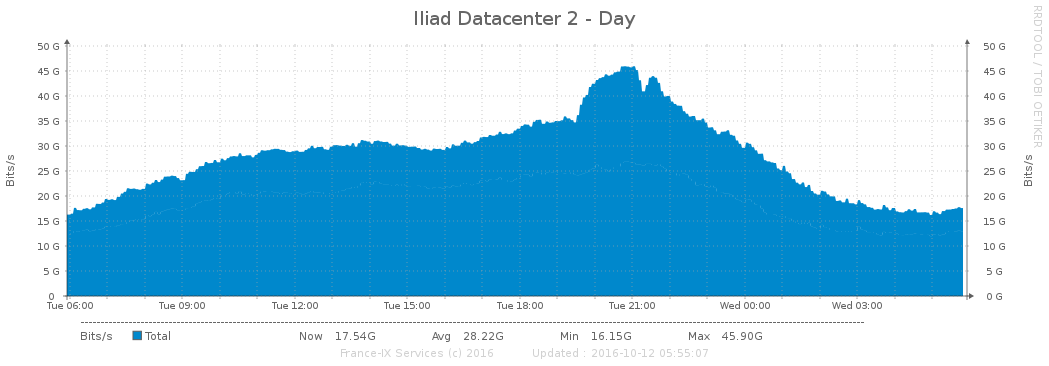 Iliad Datacenter 2 - Day
RRDTOOL / TOBI OETIKER
50 G 50 G
45 G 45 G
40 G 40 G
35 G 35 G
30 G 30 G
25 G 25 G
20 G 20 G
15 G 15 G
10 G 10 G
5 G 5 G
0 0 G
Bits/s
Bits/s
Tue 06:00 Tue 09:00 Tue 12:00 Tue 15:00 Tue 18:00 Tue 21:00 Wed 00:00 Wed 03:00
Bits/s Total Now 17.54G Avg 28.22G Min 16.15G Max 45.90G
France-IX Services (c) 2016 Updated : 2016-10-12 05:55:07